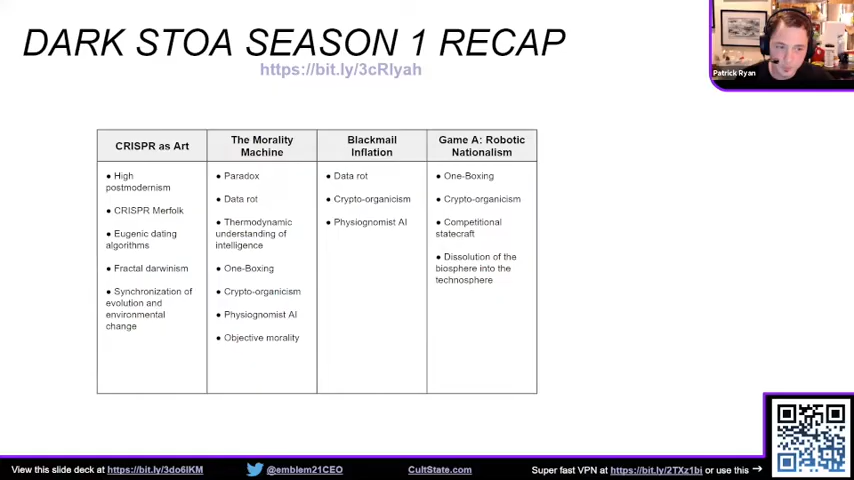 DARK STOA SEASON 1 RECAP
https://bit.ly/3cRlyah
Patrick Ryan
CRISPR as Art
● High
postmodernism
● CRISPR Merfolk
● Eugenic dating
algorithms
● Fractal darwinism
● Synchronization of
evolution and
environmental
change
The Morality
Machine
● Paradox
● Data rot
● Thermodynamic
understanding of
intelligence
● One-Boxing
● Crypto-organicism
● Physiognomist AI
● Objective morality
Blackmail
Inflation
● Data rot
● Crypto-organicism
● Physiognomist AI
Game A: Robotic
Nationalism
● One-Boxing
● Crypto-organicism
● Competitional
statecraft
● Dissolution of the
biosphere into the
technosphere
View this slide deck at https://bit.ly/3do6IKM
@emblem21CEO
CultState.com
Super fast VPN at https://bit.ly/2TXz1bi or use this →